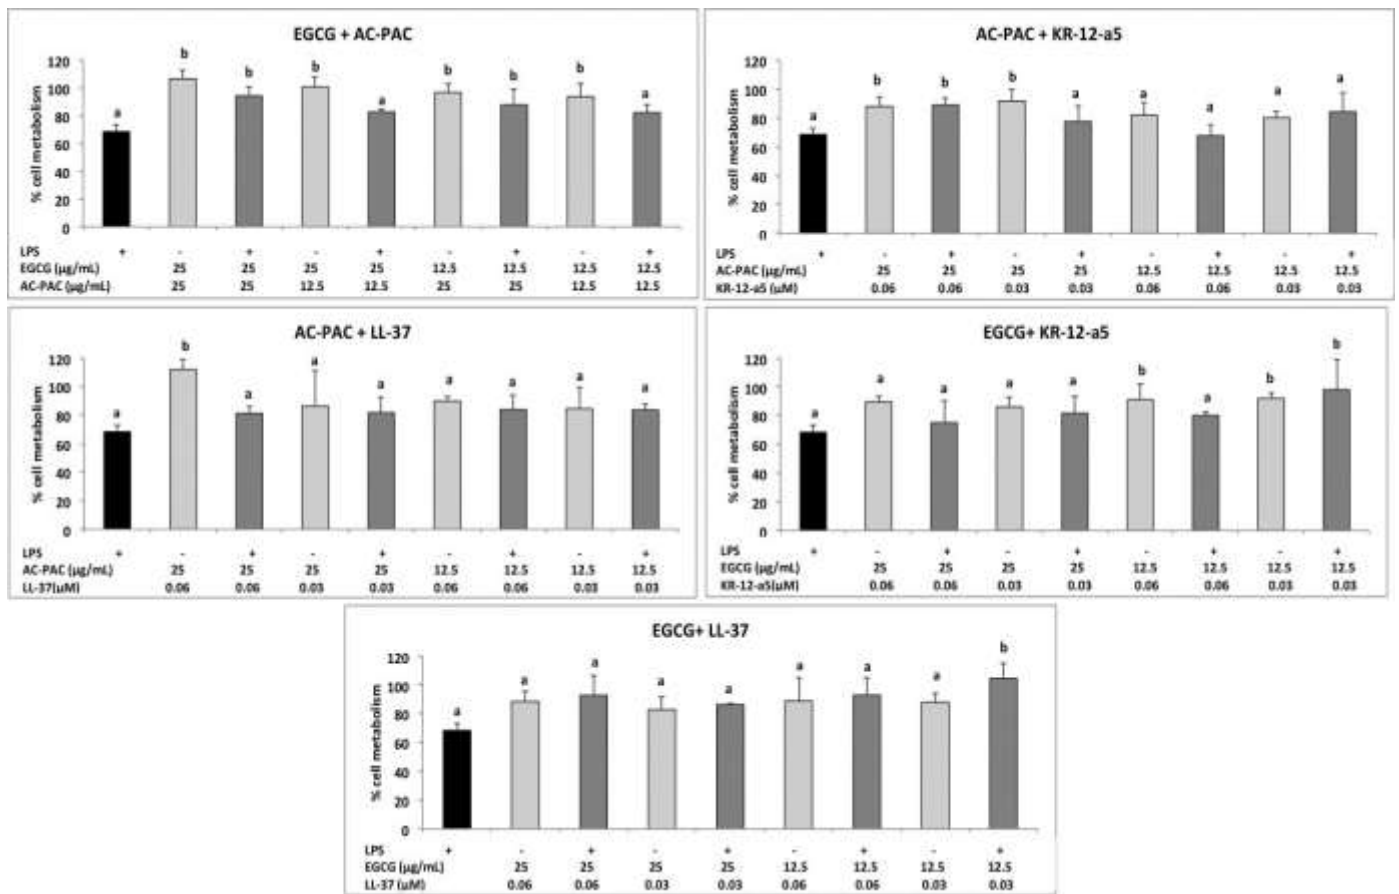 EGCG + AC-PAC
% cell metabolism
120
100
80
60
40
20
0
a b b b a b b b a
LPS + - + - + - + - +
EGCG (µg/mL) 25 25 25 25 12.5 12.5 12.5 12.5
AC-PAC (µg/mL) 25 25 12.5 12.5 25 25 12.5 12.5
AC-PAC + KR-12-a5
% cell metabolism
120
100
80
60
40
20
0
a b b b a a a a a
LPS + - + - + - + - +
AC-PAC (µg/mL) 25 25 25 25 12.5 12.5 12.5 12.5
KR-12-a5 (µM) 0.06 0.06 0.03 0.03 0.06 0.06 0.03 0.03
AC-PAC + LL-37
% cell metabolism
120
100
80
60
40
20
0
a b a a a a a a a
LPS + - + - + - + - +
AC-PAC (µg/mL) 25 25 25 25 12.5 12.5 12.5 12.5
LL-37(µM) 0.06 0.06 0.03 0.03 0.06 0.06 0.03 0.03
EGCG+ KR-12-a5
% cell metabolism
120
100
80
60
40
20
0
a a a a a b a b b
LPS + - + - + - + - +
EGCG (µg/mL) 25 25 25 25 12.5 12.5 12.5 12.5
KR-12-a5(µM) 0.06 0.06 0.03 0.03 0.06 0.06 0.03 0.03
EGCG+ LL-37
% cell metabolism
120
100
80
60
40
20
0
a a a a a a a a b
LPS + - + - + - + - +
EGCG (µg/mL) 25 25 25 25 12.5 12.5 12.5 12.5
LL-37 (µM) 0.06 0.06 0.03 0.03 0.06 0.06 0.03 0.03